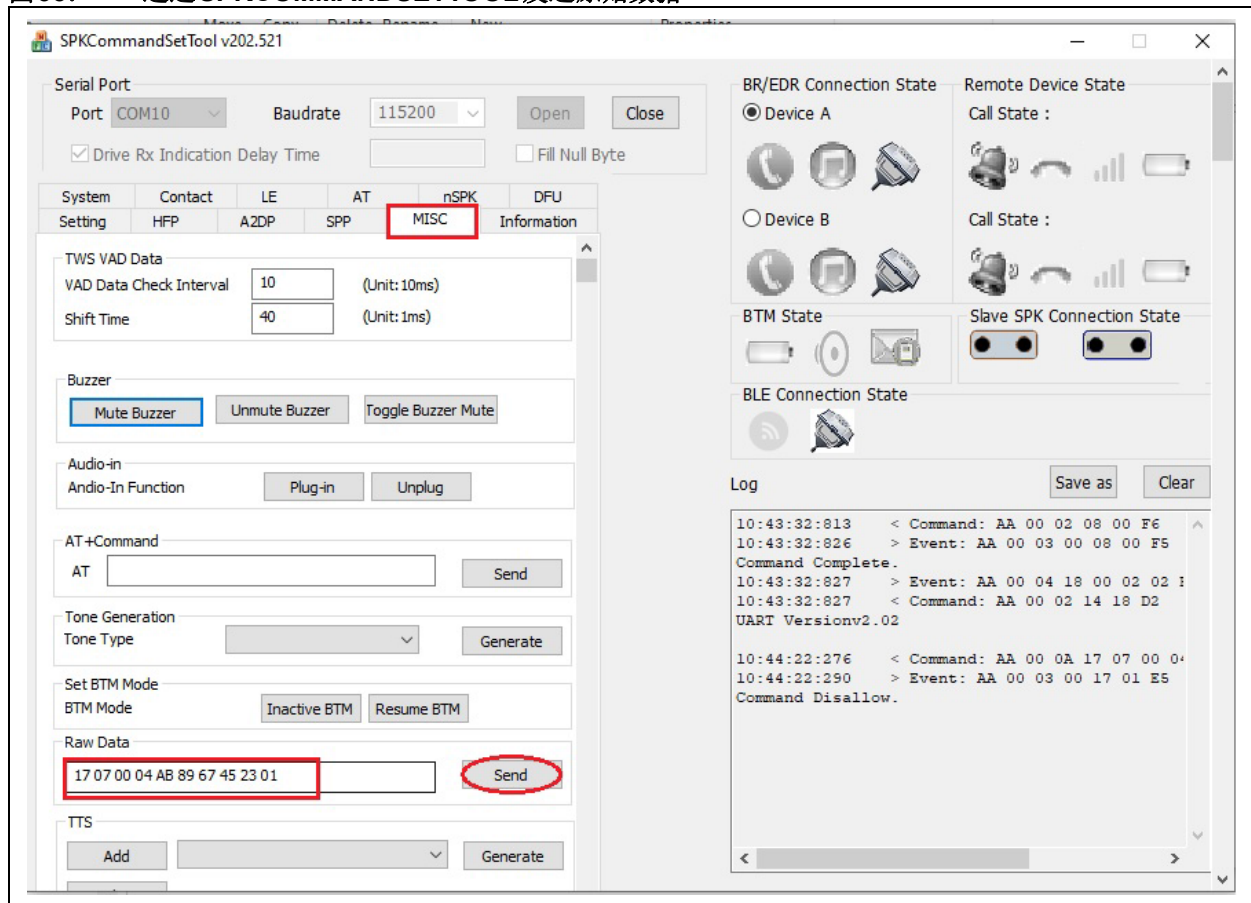 SPKCommandSetTool v202.521
Serial Port
Port COM10 Baudrate 115200 Open Close
Drive Rx Indication Delay Time Fill Null Byte
System Contact LE AT nSPK DFU
Setting HFP A2DP SPP MISC Information
TWS VAD Data
VAD Data Check Interval 10 (Unit:10ms)
Shift Time 40 (Unit:1ms)
Buzzer
Mute Buzzer Unmute Buzzer Toggle Buzzer Mute
Audio-in
Andio-In Function Plug-in Unplug
AT+Command
AT Send
Tone Generation
Tone Type Generate
Set BTM Mode
BTM Mode Inactive BTM Resume BTM
Raw Data
17 07 00 04 AB 89 67 45 23 01 Send
TTS
Add Generate
BR/EDR Connection State Remote Device State
Device A Call State :
Device B Call State :
BTM State Slave SPK Connection State
BLE Connection State
Log Save as Clear
10:43:32:813 < Command: AA 00 02 08 00 F6
10:43:32:826 > Event: AA 00 03 00 08 00 F5
Command Complete.
10:43:32:827 > Event: AA 00 04 18 00 02 02
10:43:32:827 < Command: AA 00 02 14 18 D2
UART Versionv2.02
10:44:22:276 < Command: AA 00 0A 17 07 00
10:44:22:290 > Event: AA 00 03 00 17 01 E5
Command Disallow.